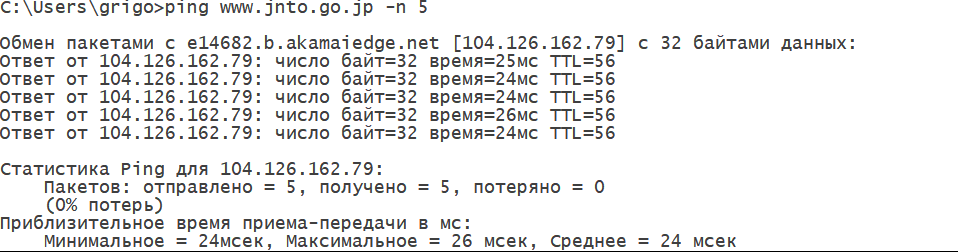 C:\Users\grigo>ping www.jnto.go.jp -n 5
Обмен пакетами с e14682.b.akamaiedge.net [104.126.162.79] с 32 байтами данных:
Ответ от 104.126.162.79: число байт=32 время=25мс TTL=56
Ответ от 104.126.162.79: число байт=32 время=24мс TTL=56
Ответ от 104.126.162.79: число байт=32 время=24мс TTL=56
Ответ от 104.126.162.79: число байт=32 время=26мс TTL=56
Ответ от 104.126.162.79: число байт=32 время=24мс TTL=56
Статистика Ping для 104.126.162.79:
Пакетов: отправлено = 5, получено = 5, потеряно = 0
(0% потерь)
Приблизительное время приема-передачи в мс:
Минимальное = 24мсек, Максимальное = 26 мсек, Среднее = 24 мсек